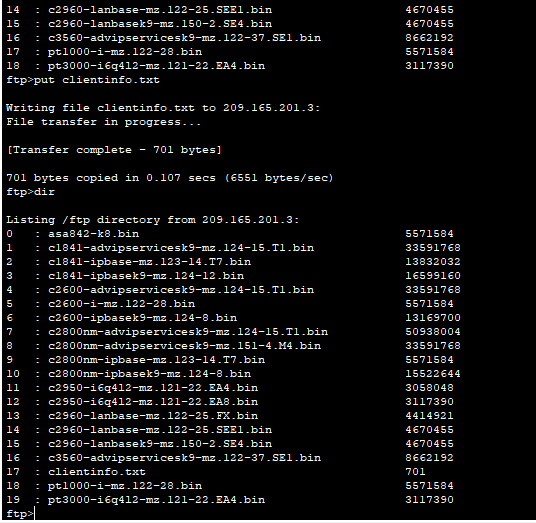 14  : c2960-lanbase-mz.122-25.SEE1.bin                 4670455
15  : c2960-lanbasek9-mz.150-2.SE4.bin                 4670455
16  : c3560-advipservicesk9-mz.122-37.SE1.bin          8662192
17  : pt1000-i-mz.122-28.bin                           5571584
18  : pt3000-i6q4l2-mz.121-22.EA4.bin                  3117390
ftp>put clientinfo.txt
Writing file clientinfo.txt to 209.165.201.3:
File transfer in progress...
[Transfer complete - 701 bytes]
701 bytes copied in 0.107 secs (6551 bytes/sec)
ftp>dir
Listing /ftp directory from 209.165.201.3:
0   : asa842-k8.bin                                    5571584
1   : c1841-advipservicesk9-mz.124-15.T1.bin           33591768
2   : c1841-ipbase-mz.123-14.T7.bin                    13832032
3   : c1841-ipbasek9-mz.124-12.bin                     16599160
4   : c2600-advipservicesk9-mz.124-15.T1.bin           33591768
5   : c2600-i-mz.122-28.bin                            5571584
6   : c2600-ipbasek9-mz.124-8.bin                      13169700
7   : c2800nm-advipservicesk9-mz.124-15.T1.bin         50938004
8   : c2800nm-advipservicesk9-mz.151-4.M4.bin          33591768
9   : c2800nm-ipbase-mz.123-14.T7.bin                  5571584
10  : c2800nm-ipbasek9-mz.124-8.bin                    15522644
11  : c2950-i6q4l2-mz.121-22.EA4.bin                   3058048
12  : c2950-i6q4l2-mz.121-22.EA8.bin                   3117390
13  : c2960-lanbase-mz.122-25.FX.bin                   4414921
14  : c2960-lanbase-mz.122-25.SEE1.bin                 4670455
15  : c2960-lanbasek9-mz.150-2.SE4.bin                 4670455
16  : c3560-advipservicesk9-mz.122-37.SE1.bin          8662192
17  : clientinfo.txt                                   701
18  : pt1000-i-mz.122-28.bin                           5571584
19  : pt3000-i6q4l2-mz.121-22.EA4.bin                  3117390
ftp>